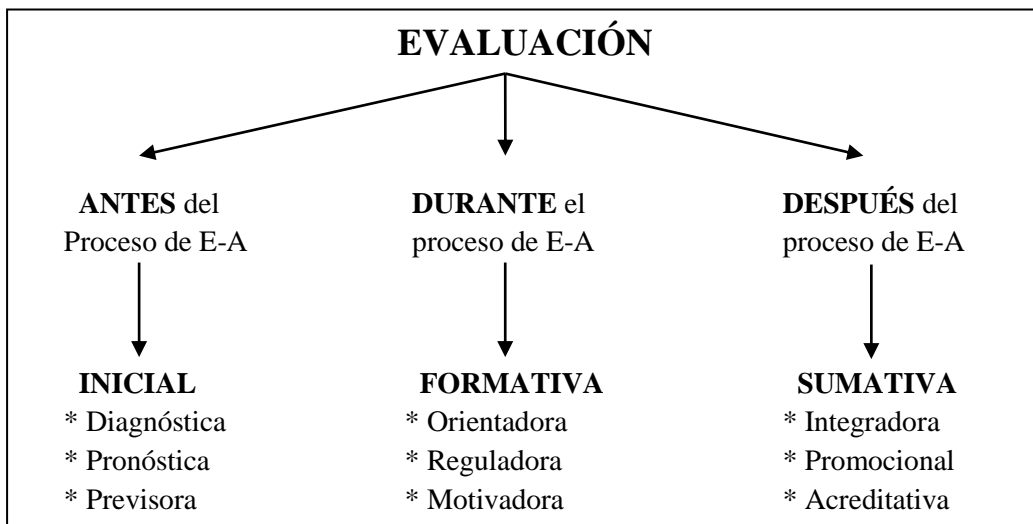 EVALUACIÓN
ANTES del
Proceso de E-A
DURANTE el
proceso de E-A
DESPUÉS del
proceso de E-A
INICIAL
* Diagnóstica
* Pronóstica
* Previsora
FORMATIVA
* Orientadora
* Reguladora
* Motivadora
SUMATIVA
* Integradora
* Promocional
* Acreditativa